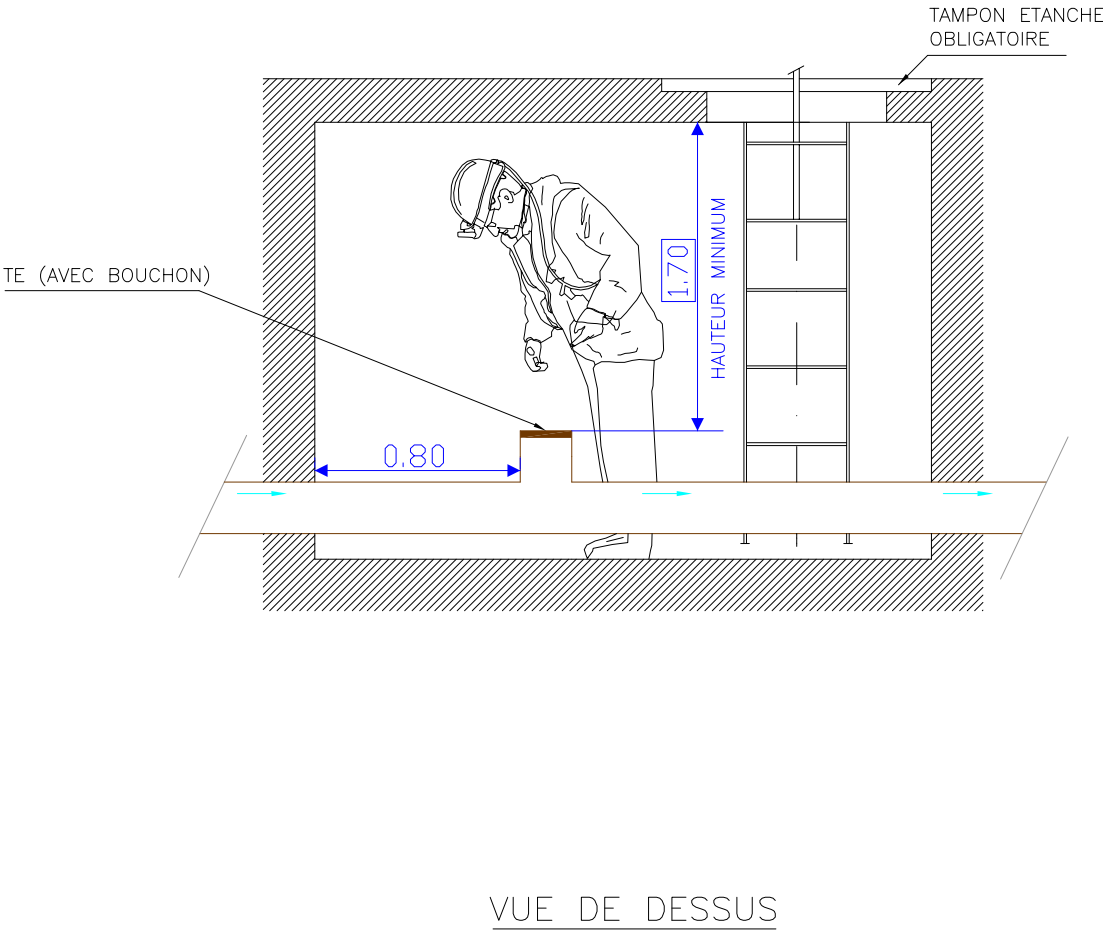 TAMPON ETANCHE
OBLIGATOIRE
TE (AVEC BOUCHON)
1.70
HAUTEUR MINIMUM
0.80
VUE DE DESSUS